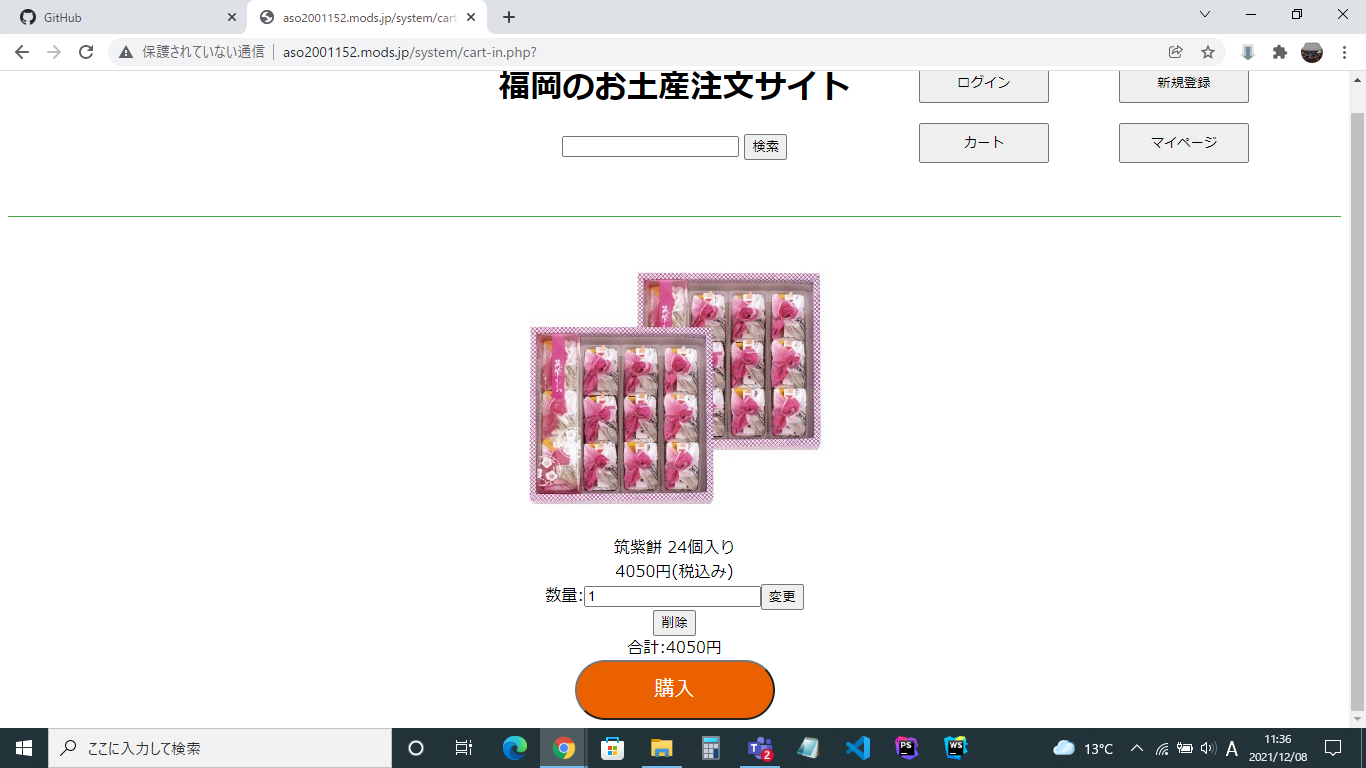 GitHub
aso2001152.mods.jp/system/cart
保護されていない通信
aso2001152.mods.jp/system/cart-in.php?
福岡のお土産注文サイト
ログイン
新規登録
検索
カート
マイページ
筑紫餅 24個入り
4050円(税込み)
数量:1 変更
削除
合計:4050円
購入
ここに入力して検索
2
PS
WS
13°C
A
11:36
2021/12/08